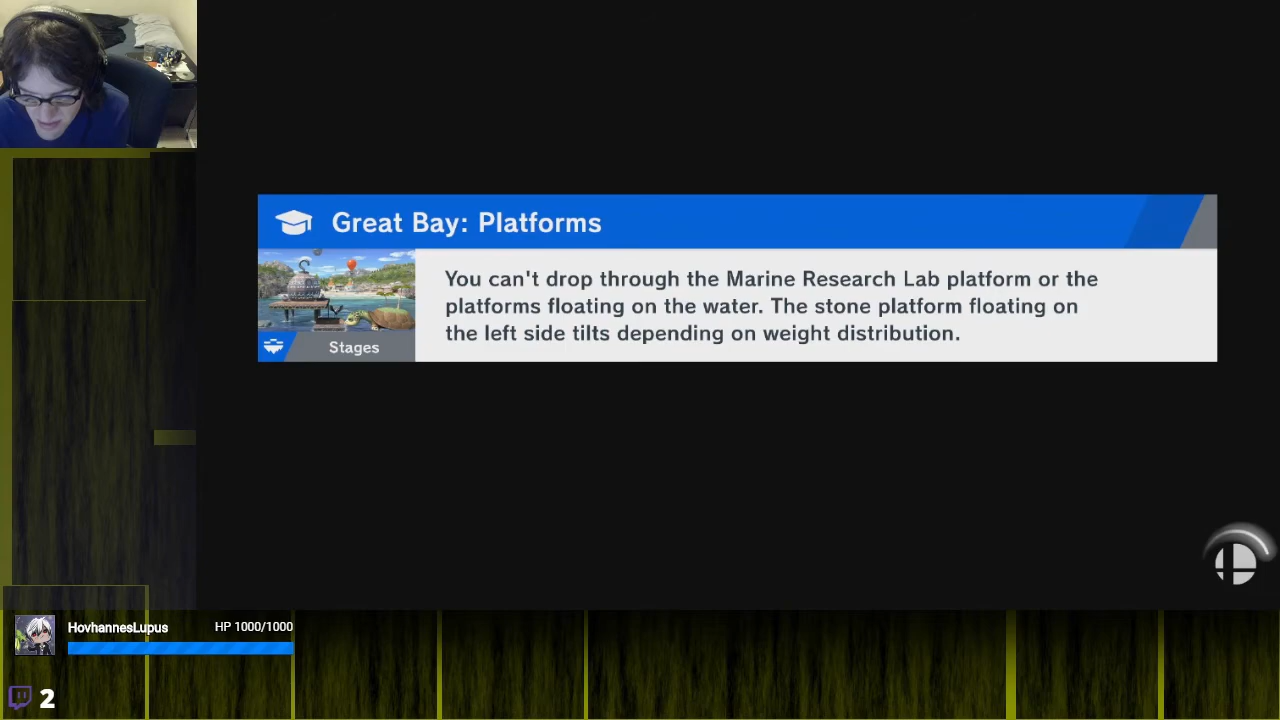 Great Bay: Platforms
You can't drop through the Marine Research Lab platform or the
platforms floating on the water. The stone platform floating on
the left side tilts depending on weight distribution.
Stages
HovhannesLupus HP 1000/1000
2